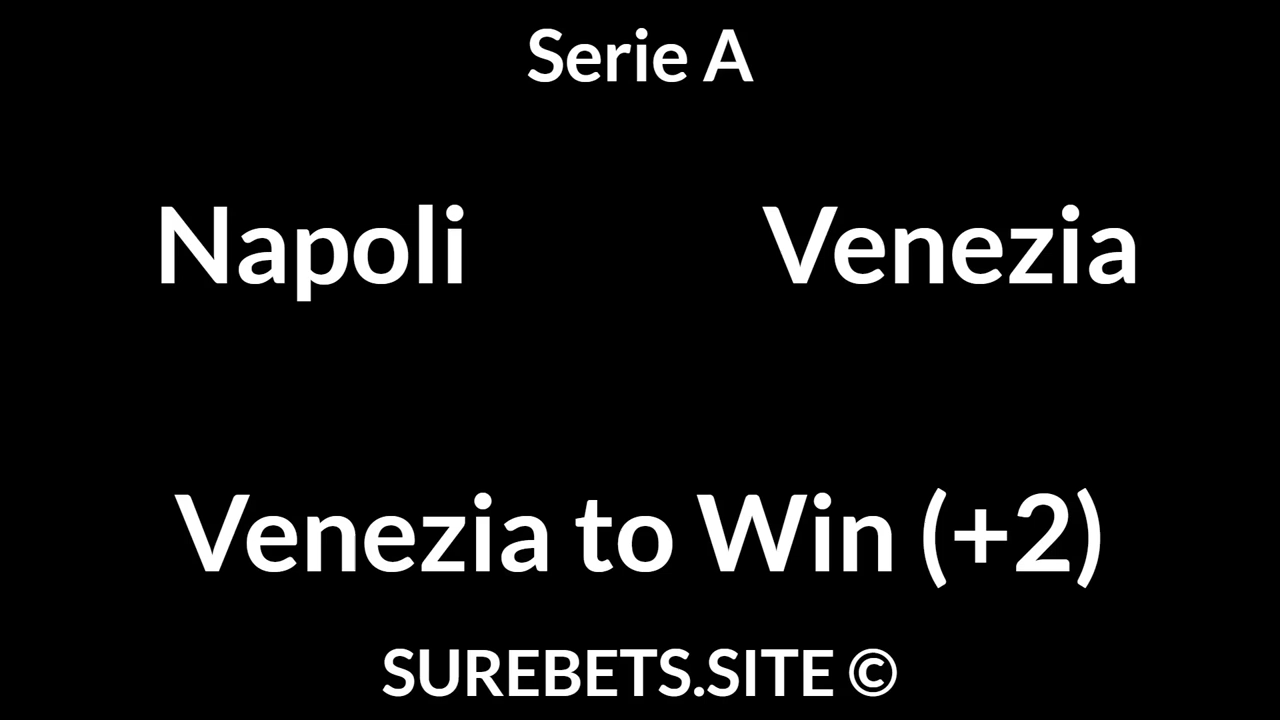 Serie A
Napoli Venezia
Venezia to Win (+2)
SUREBETS.SITE ©